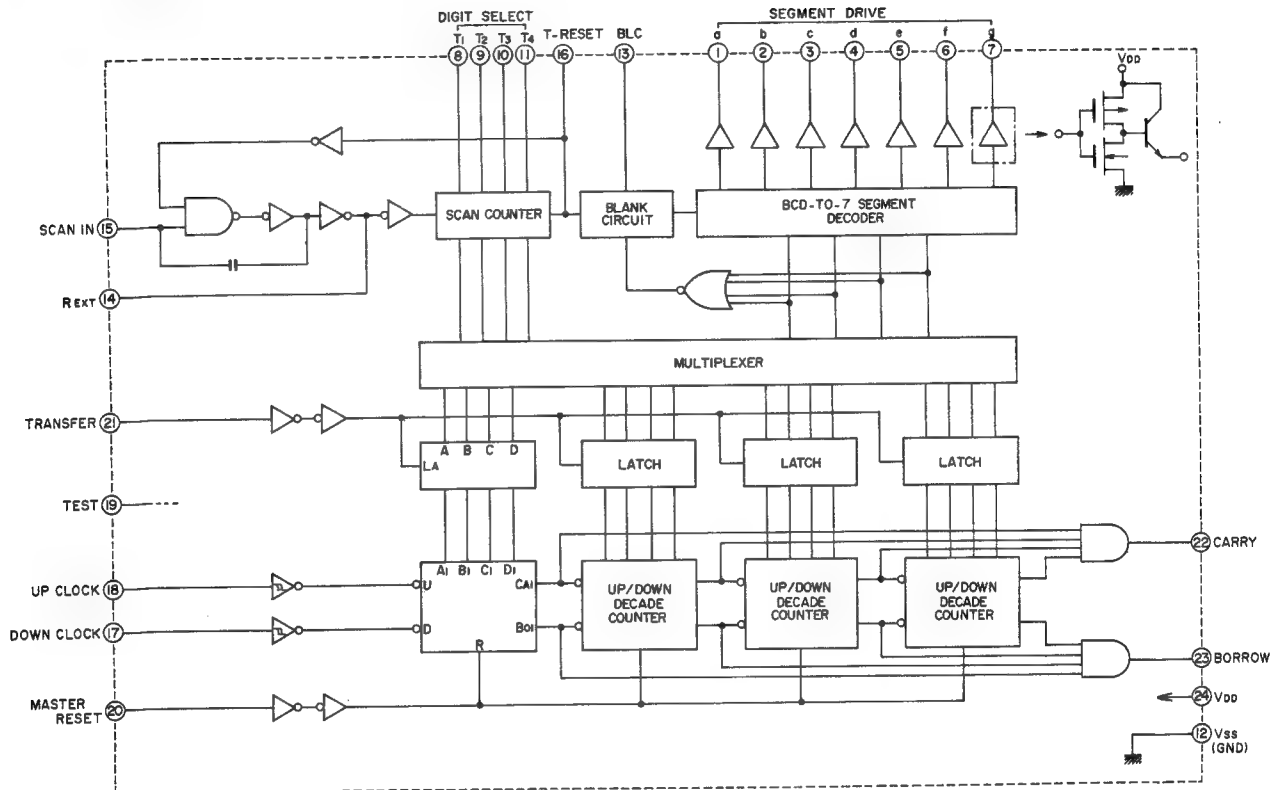 DIGIT SELECT
SEGMENT DRIVE
T1 T2 T3 T4 T-RESET BLC a b c d e f g
8 9 10 11 16 13 1 2 3 4 5 6 7
VDD
SCAN IN 15
SCAN COUNTER
BLANK CIRCUIT
BCD-TO-7 SEGMENT DECODER
REXT 14
MULTIPLEXER
TRANSFER 21
A B C D
LA
LATCH
LATCH
LATCH
TEST 19
22 CARRY
UP CLOCK 18
A1 B1 C1 D1
U CA1
UP/DOWN DECADE COUNTER
UP/DOWN DECADE COUNTER
UP/DOWN DECADE COUNTER
DOWN CLOCK 17
D BO1
R
23 BORROW
MASTER RESET 20
24 VDD
12 VSS (GND)